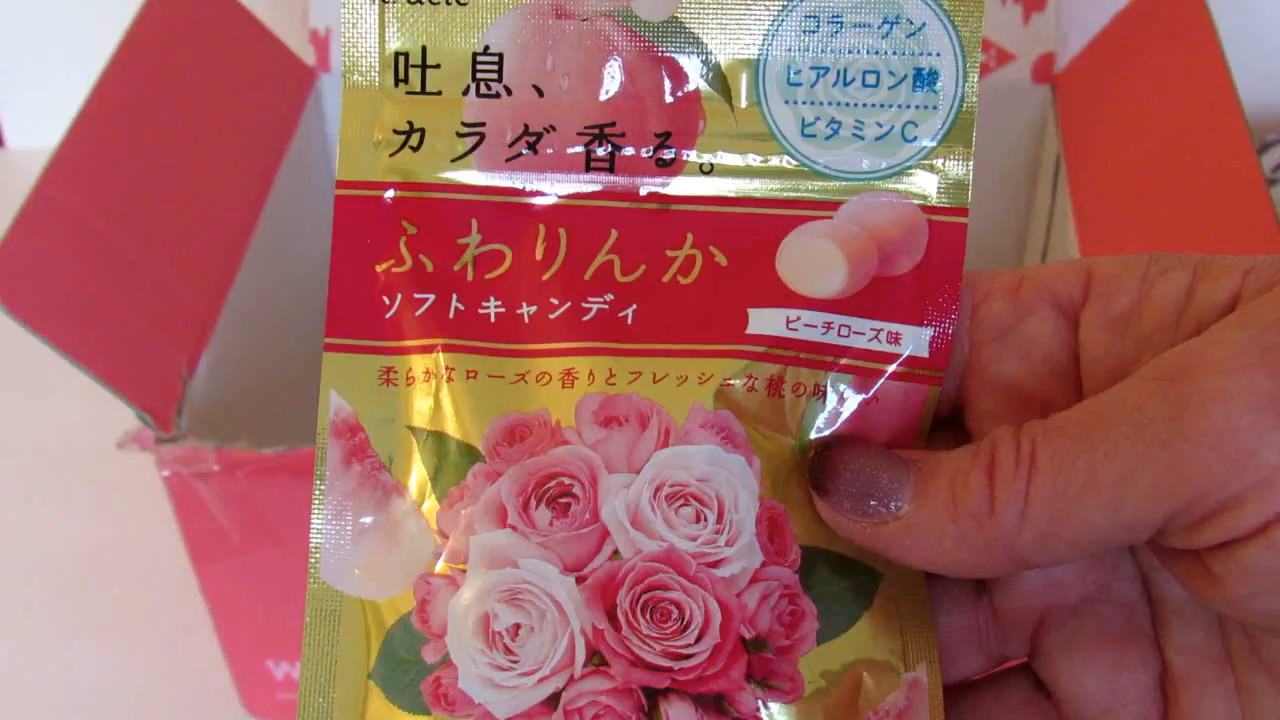 吐息、
カラダ香る。
コラーゲン
ヒアルロン酸
ビタミンC
ふわりんか
ソフトキャンディ
ピーチローズ味
柔らかなローズの香りとフレッシュな桃の味わい